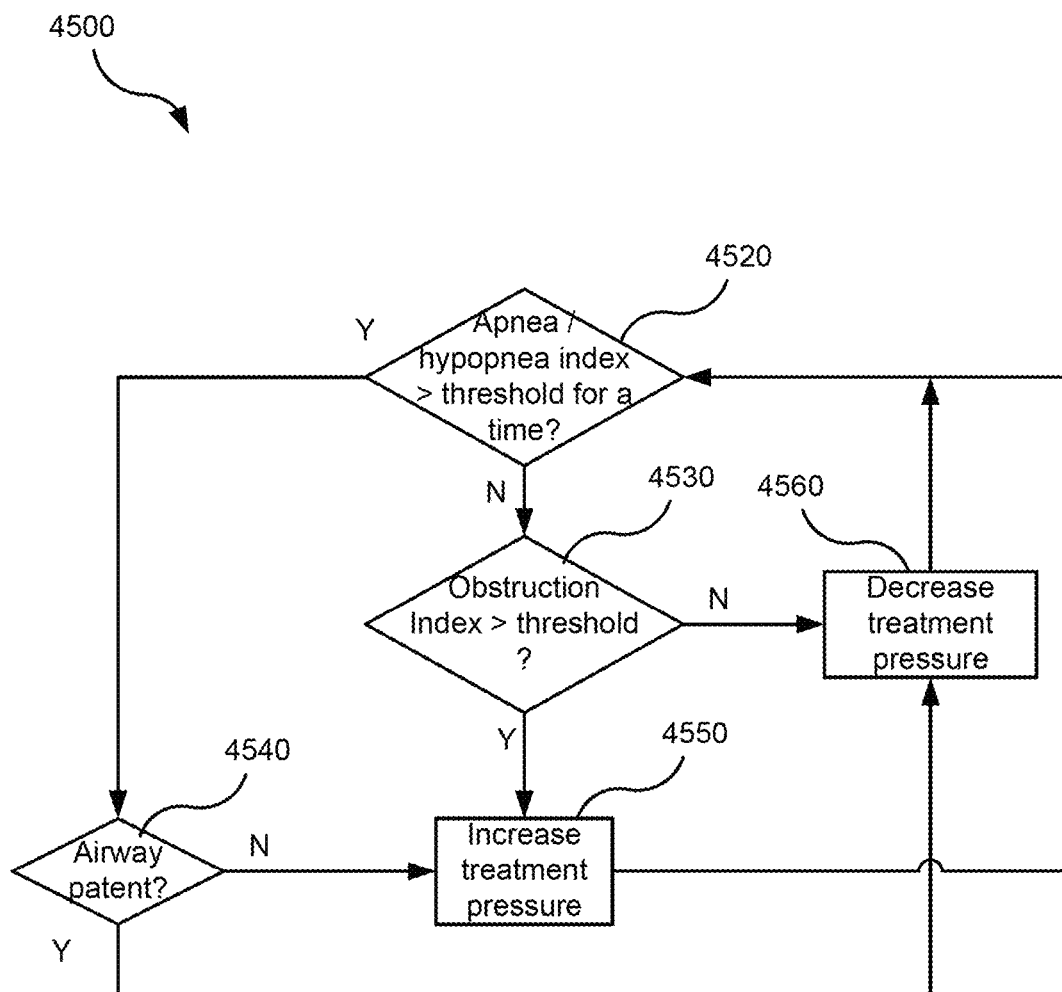 4500
4520
Y
Apnea /
hypopnea index
> threshold for a
time?
N
4530
4560
Obstruction
Index > threshold
?
N
Decrease
treatment
pressure
Y
4550
4540
Airway
patent?
N
Increase
treatment
pressure
Y